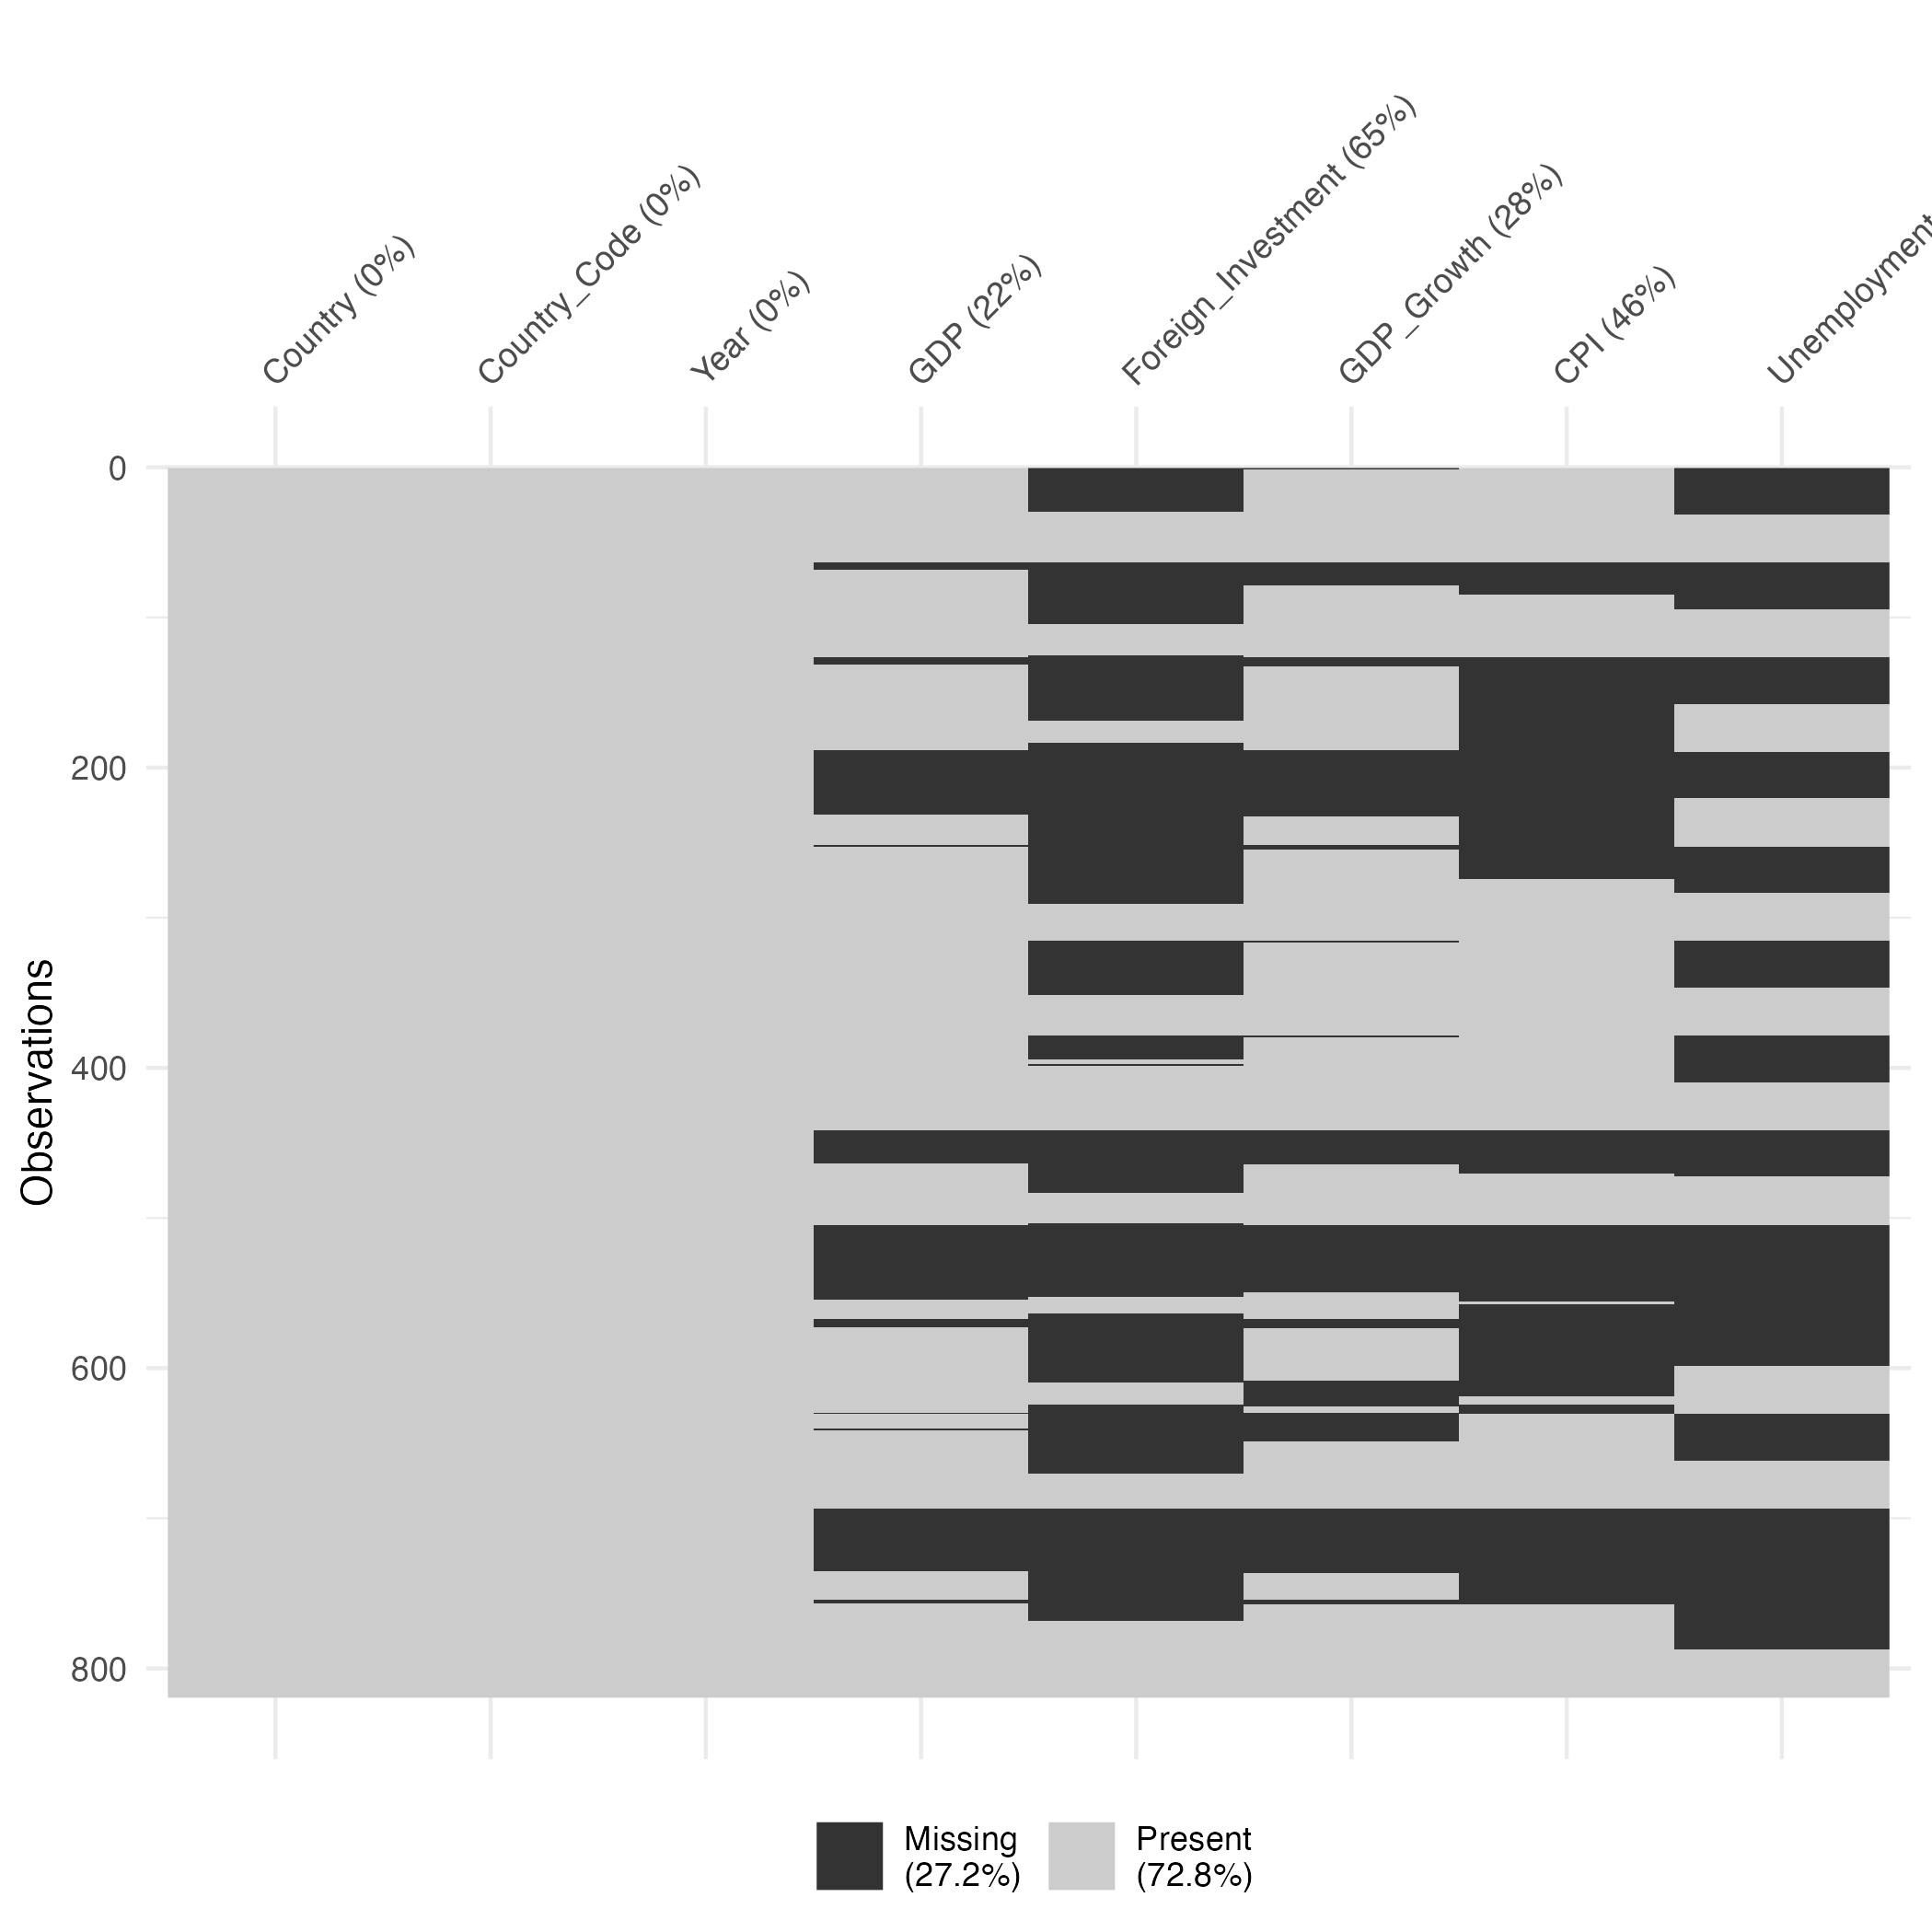 Country (0%)
Country_Code (0%)
Year (0%)
GDP (22%)
Foreign_Investment (65%)
GDP_Growth (28%)
CPI (46%)
Unemployment
0
200
400
600
800
Observations
Missing
(27.2%)
Present
(72.8%)